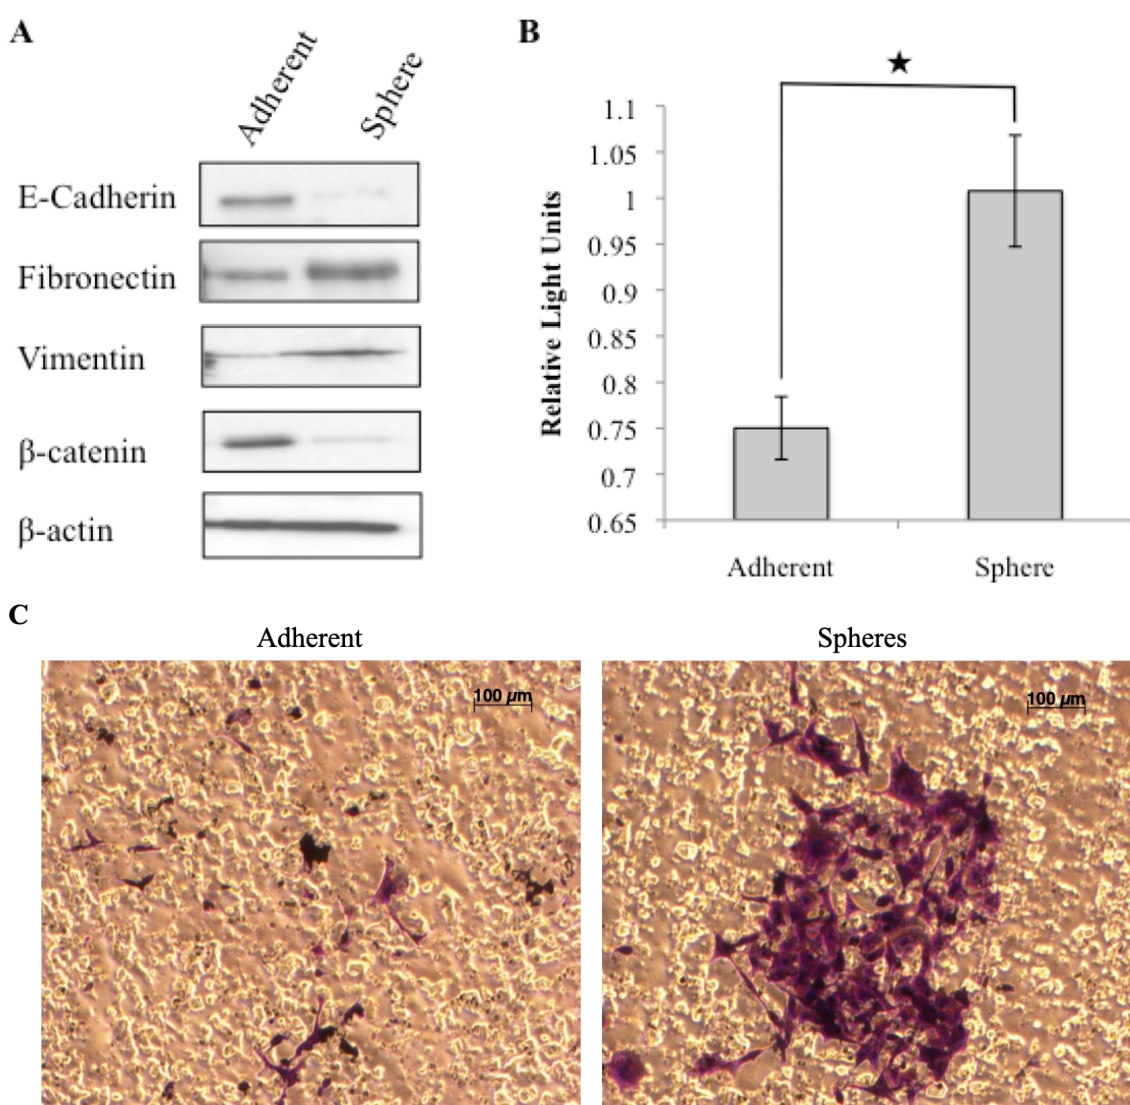 A
Adherent
Sphere
E-Cadherin
Fibronectin
Vimentin
β-catenin
β-actin
B
★
Relative Light Units
1.1
1.05
1
0.95
0.9
0.85
0.8
0.75
0.7
0.65
Adherent
Sphere
C
Adherent
Spheres
100 µm
100 µm